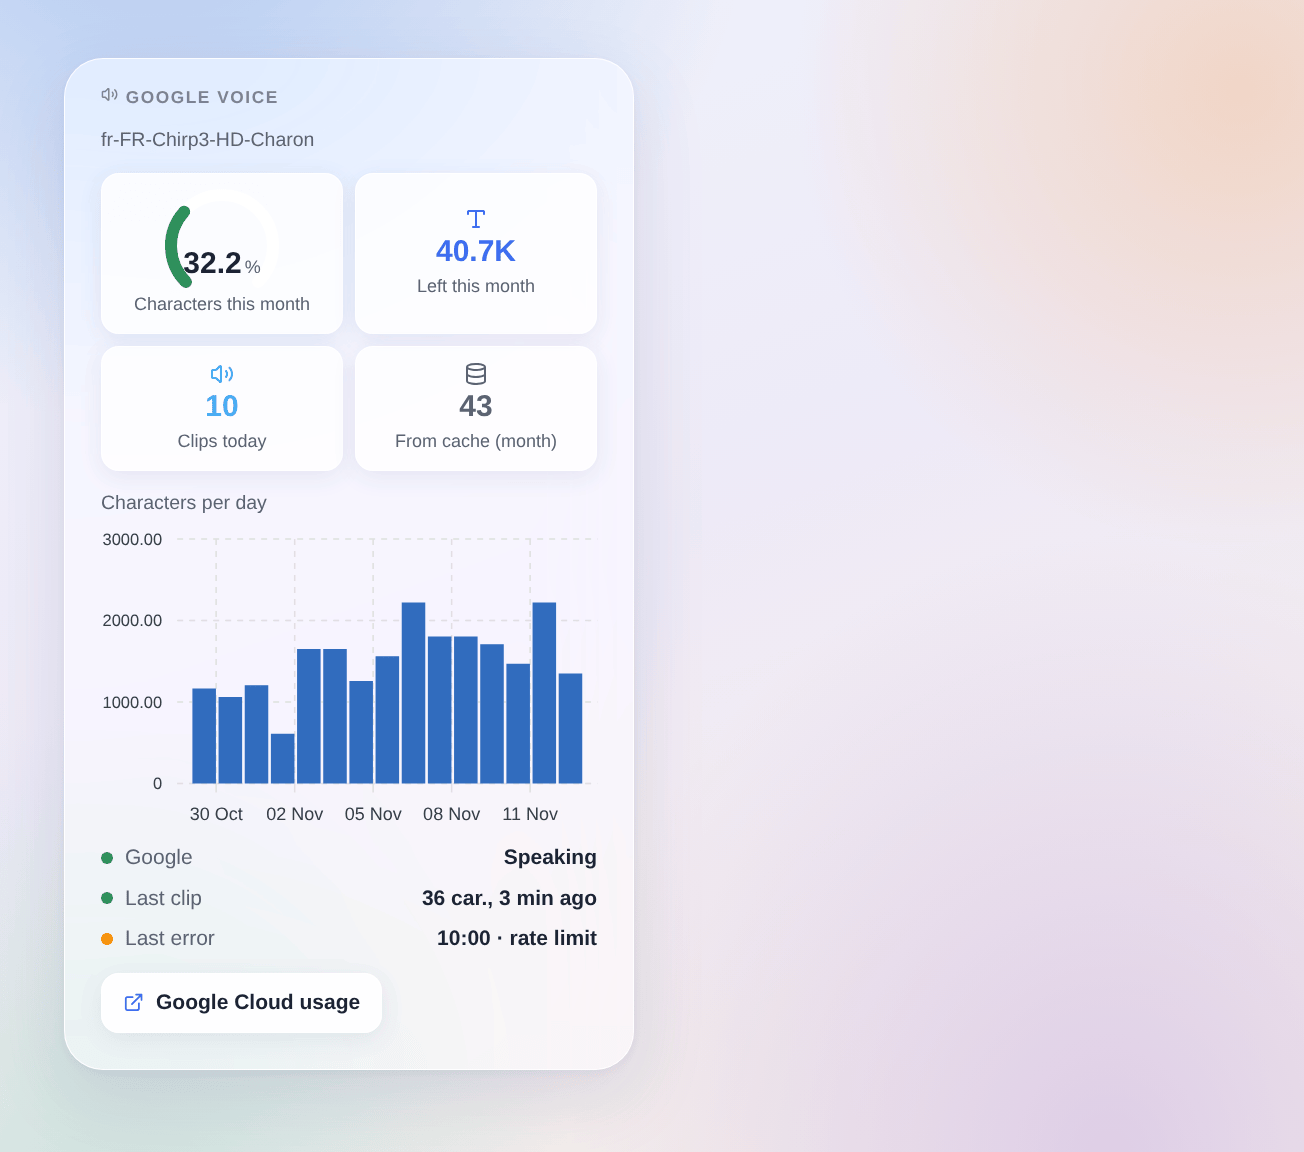 GOOGLE VOICE
fr-FR-Chirp3-HD-Charon
32.2 %
Characters this month
40.7K
Left this month
10
Clips today
43
From cache (month)
Characters per day
3000.00
2000.00
1000.00
0
30 Oct 02 Nov 05 Nov 08 Nov 11 Nov
Google Speaking
Last clip 36 car., 3 min ago
Last error 10:00 · rate limit
Google Cloud usage